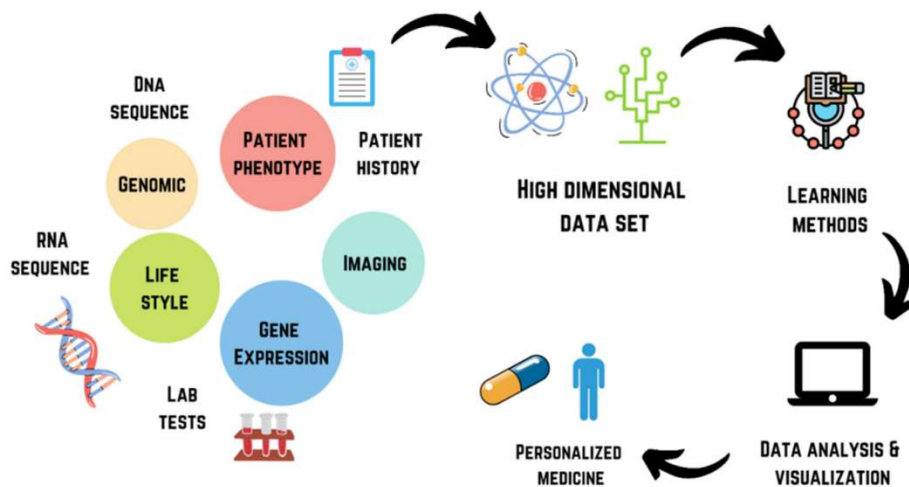 DNA
SEQUENCE
PATIENT
PHENOTYPE
PATIENT
HISTORY
GENOMIC
RNA
SEQUENCE
LIFE
STYLE
IMAGING
GENE
EXPRESSION
LAB
TESTS
HIGH DIMENSIONAL
DATA SET
LEARNING
METHODS
DATA ANALYSIS &
VISUALIZATION
PERSONALIZED
MEDICINE